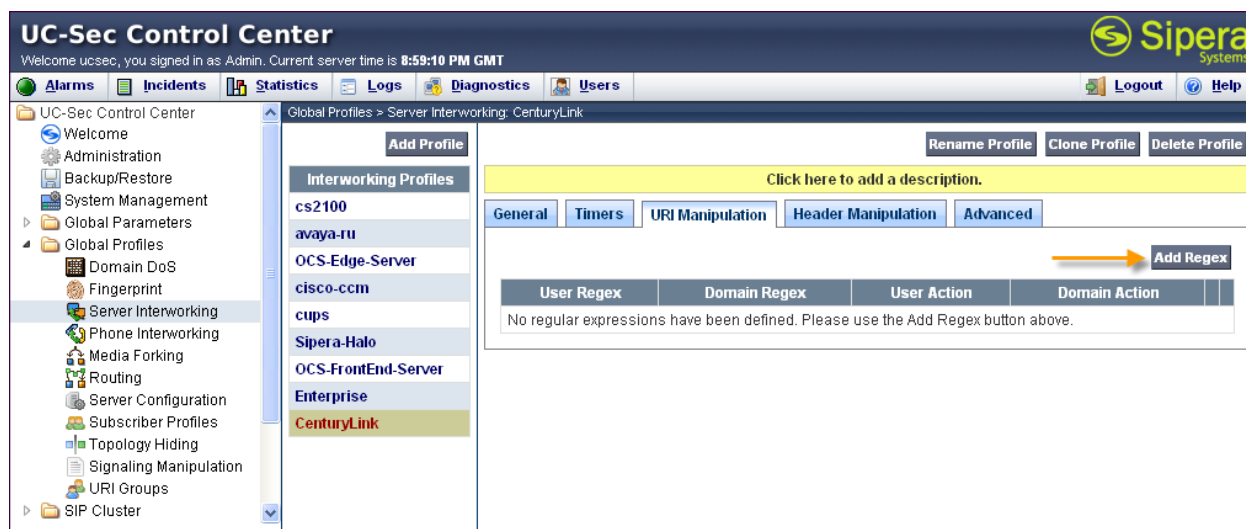 UC-Sec Control Center
Welcome ucsec, you signed in as Admin. Current server time is 8:59:10 PM GMT
Sipera
Systems
Alarms Incidents Statistics Logs Diagnostics Users Logout Help
UC-Sec Control Center
Welcome
Administration
Backup/Restore
System Management
Global Parameters
Global Profiles
Domain DoS
Fingerprint
Server Interworking
Phone Interworking
Media Forking
Routing
Server Configuration
Subscriber Profiles
Topology Hiding
Signaling Manipulation
URI Groups
SIP Cluster
Global Profiles > Server Interworking: CenturyLink
Add Profile
Interworking Profiles
cs2100
avaya-ru
OCS-Edge-Server
cisco-ccm
cups
Sipera-Halo
OCS-FrontEnd-Server
Enterprise
CenturyLink
Rename Profile Clone Profile Delete Profile
Click here to add a description.
General Timers URI Manipulation Header Manipulation Advanced
Add Regex
User Regex Domain Regex User Action Domain Action
No regular expressions have been defined. Please use the Add Regex button above.